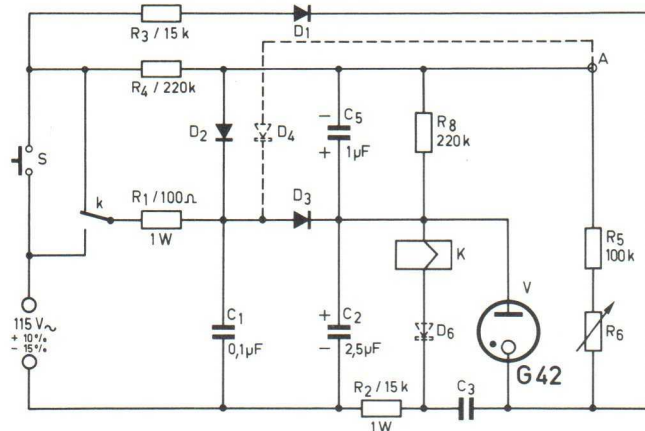 R3 / 15 k
D1
A
R4 / 220k
D2
D4
−
C5
+
1µF
R8
220k
S
k
R1 / 100Ω
1W
D3
R5
100k
K
V
115 V~
+ 10%
− 15%
C1
0,1µF
+
C2
−
2,5µF
D6
R6
G42
R2 / 15k
1W
C3